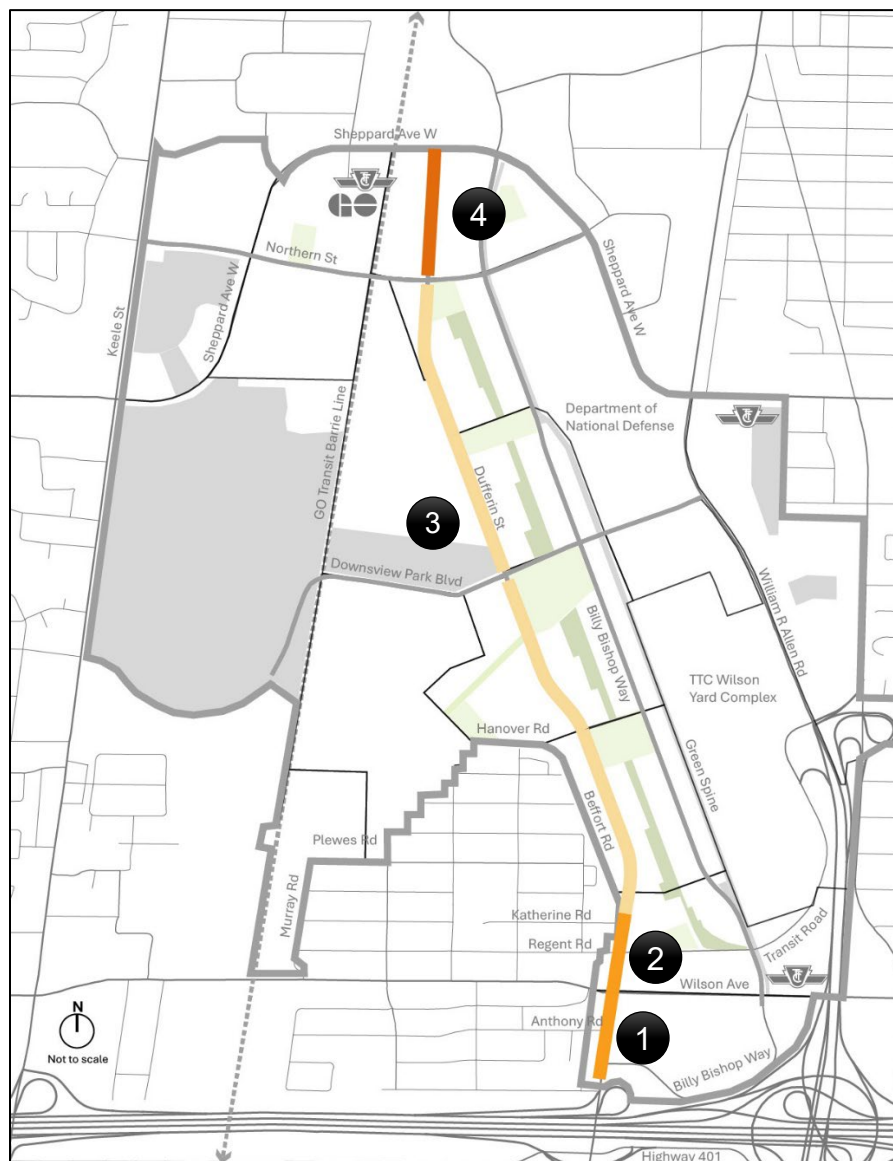 Sheppard Ave W
TTC
GO
4
Northern St
Sheppard Ave W
Keele St
Sheppard Ave W
GO Transit Barrie Line
Department of
National Defense
TTC
Dufferin St
3
Downsview Park Blvd
William R Allen Rd
Billy Bishop Way
TTC Wilson
Yard Complex
Hanover Rd
Green Spine
Beffort Rd
Plewes Rd
Murray Rd
Katherine Rd
Regent Rd
2
Transit Road
TTC
Wilson Ave
N
Not to scale
Anthony Rd
1
Billy Bishop Way
Highway 401